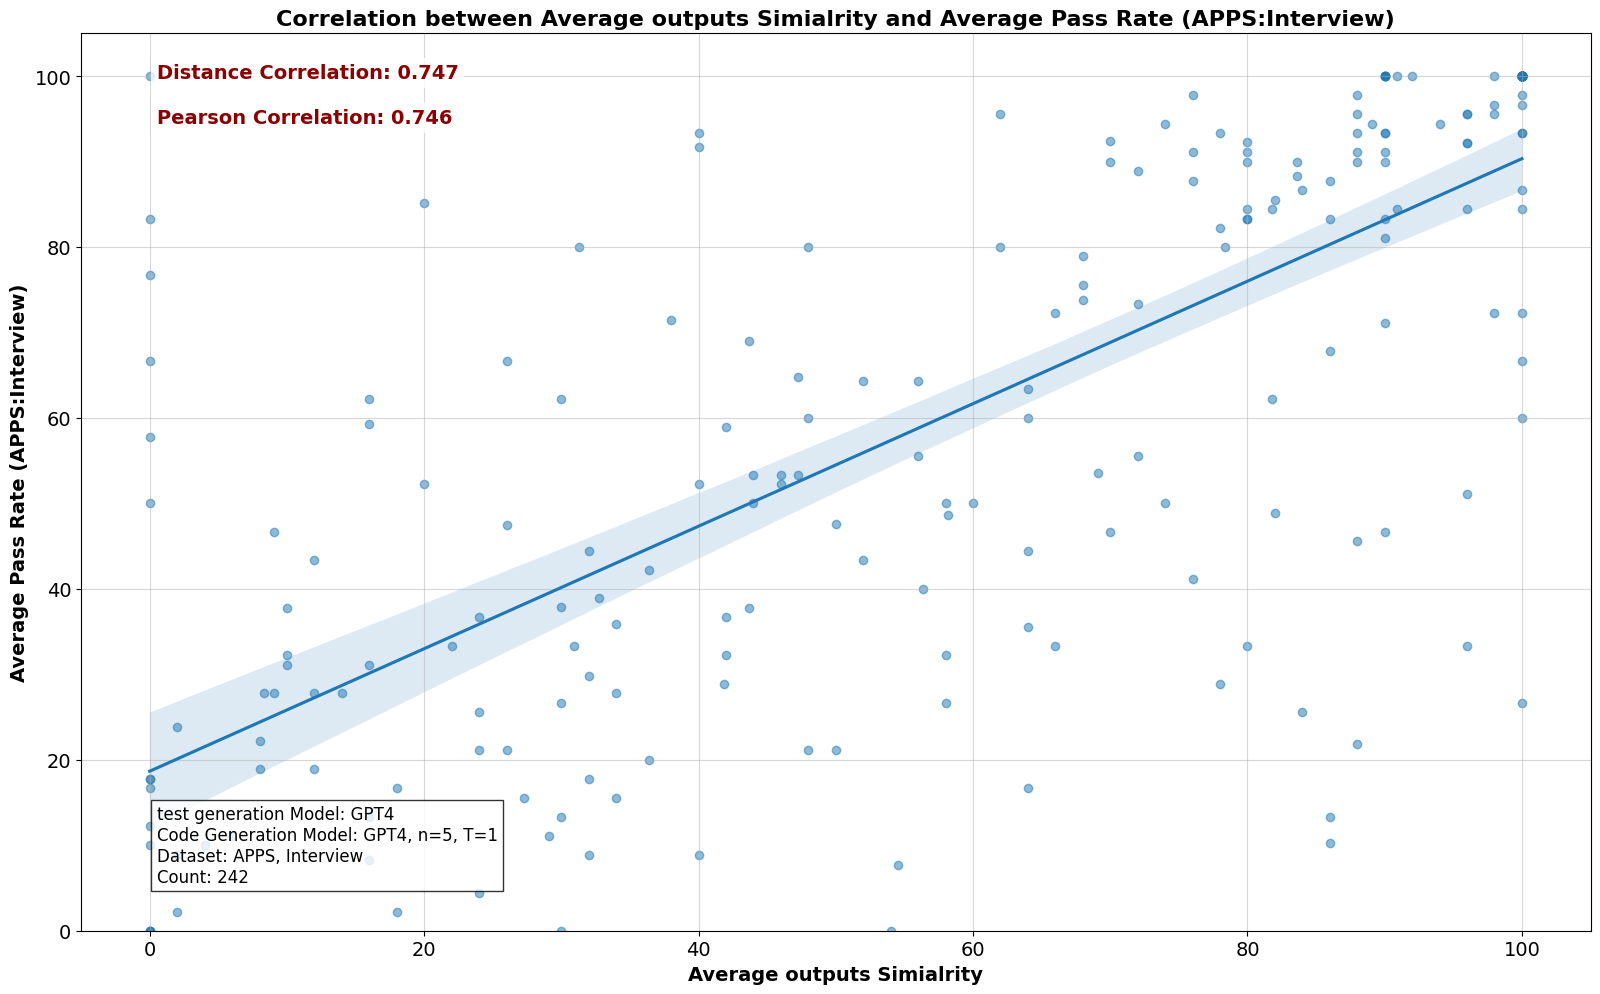 Correlation between Average outputs Simialrity and Average Pass Rate (APPS:Interview)
Distance Correlation: 0.747
Pearson Correlation: 0.746
Average Pass Rate (APPS:Interview)
100
80
60
40
20
0
test generation Model: GPT4
Code Generation Model: GPT4, n=5, T=1
Dataset: APPS, Interview
Count: 242
0 20 40 60 80 100
Average outputs Simialrity